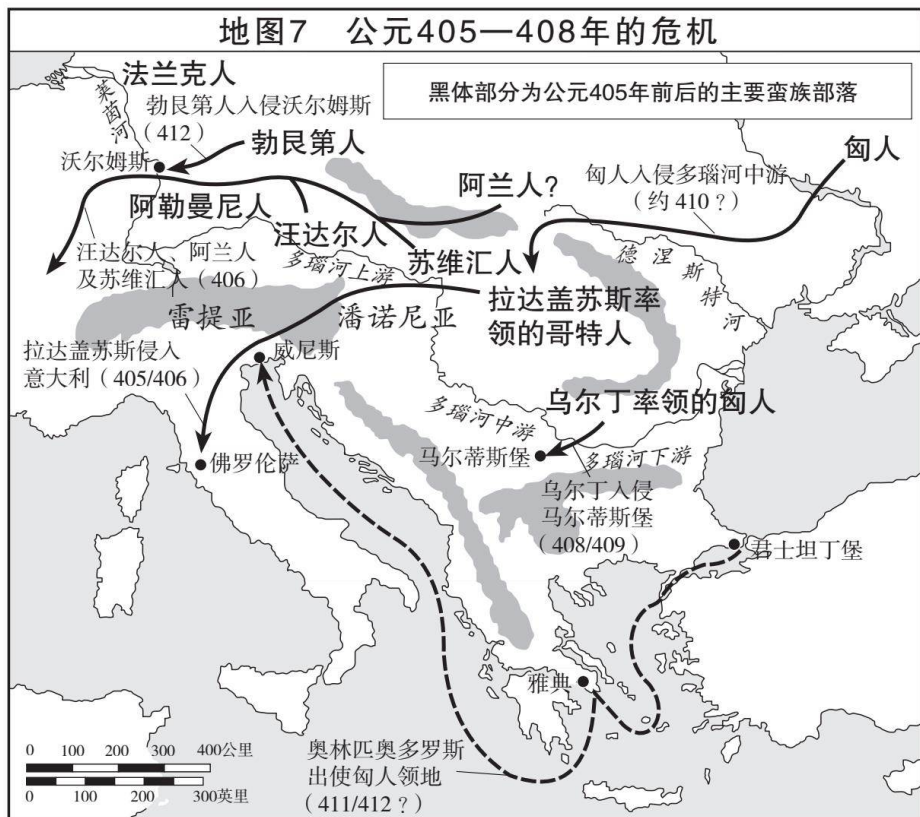 地图7 公元405—408年的危机
黑体部分为公元405年前后的主要蛮族部落
法兰克人
莱茵河
勃艮第人入侵沃尔姆斯
（412）
沃尔姆斯
勃艮第人
匈人
阿兰人？
匈人入侵多瑙河中游
（约410？）
阿勒曼尼人
汪达尔人
苏维汇人
汪达尔人、阿兰人
及苏维汇人（406）
多瑙河上游
德涅斯特河
雷提亚
潘诺尼亚
拉达盖苏斯率
领的哥特人
拉达盖苏斯侵入
意大利（405/406）
威尼斯
乌尔丁率领的匈人
多瑙河中游
佛罗伦萨
马尔蒂斯堡
多瑙河下游
乌尔丁入侵
马尔蒂斯堡
（408/409）
君士坦丁堡
雅典
奥林匹奥多罗斯
出使匈人领地
（411/412？）
0 100 200 300 400公里
0 100 200 300英里